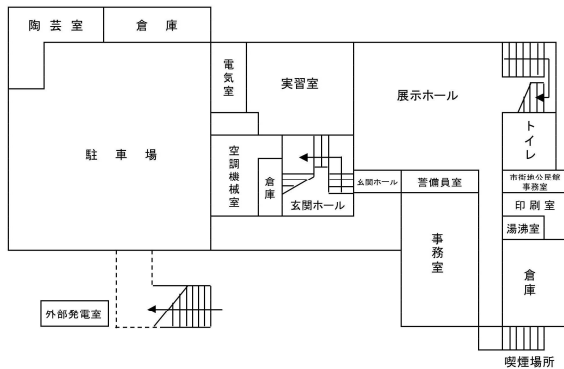 陶芸室
倉庫
電気室
実習室
展示ホール
トイレ
駐車場
空調機械室
倉庫
玄関ホール
玄関ホール
警備員室
市街地公民館
事務室
印刷室
湯沸室
事務室
倉庫
外部発電室
喫煙場所